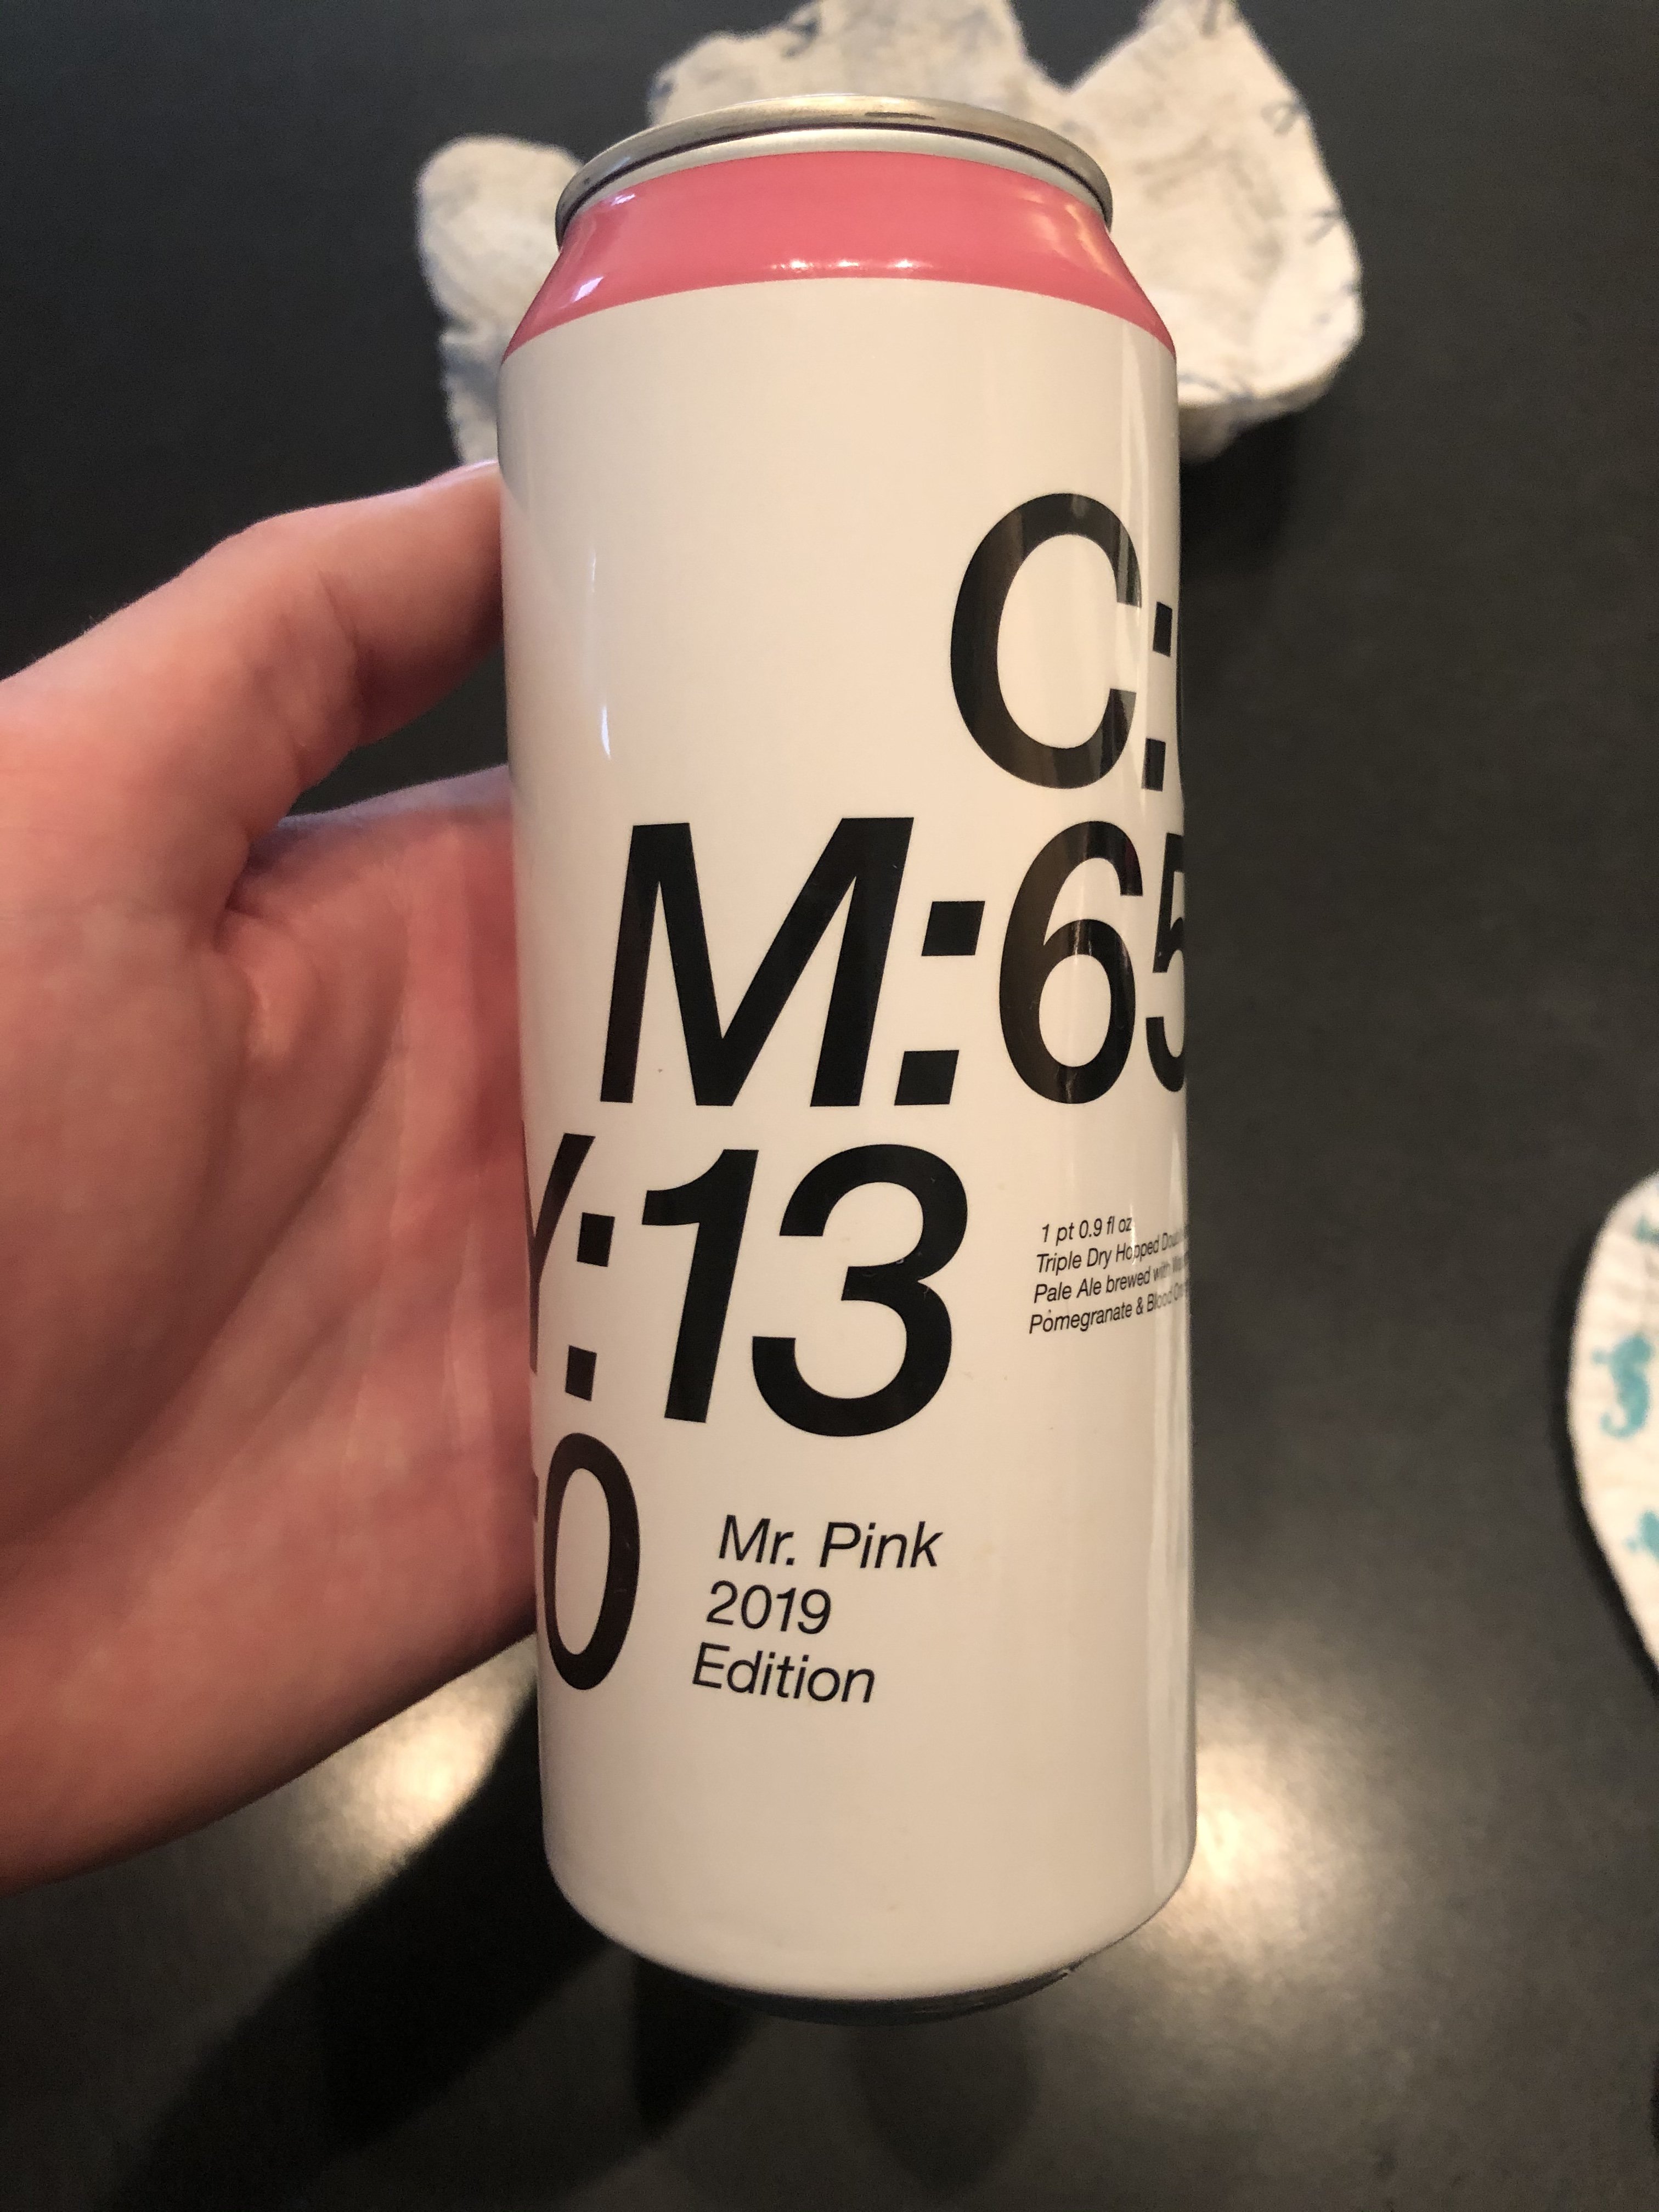 C:
M:65
Y:13
1 pt 0.9 fl oz
Triple Dry Hopped
Pale Ale brewed with
Pomegranate & Blood
:0
Mr. Pink
2019
Edition